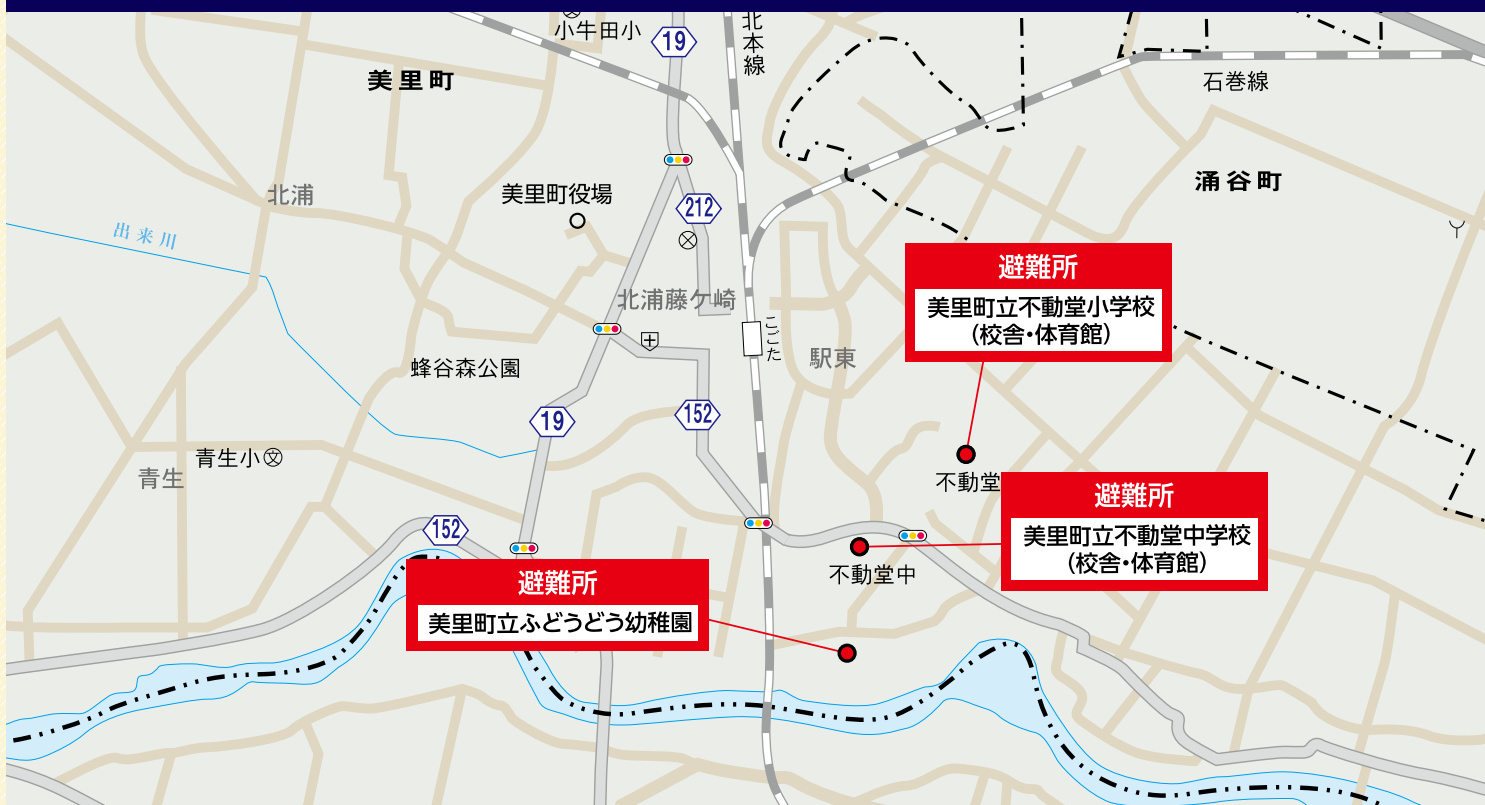 小牛田小
19
北本線
美里町
石巻線
涌谷町
北浦
美里町役場
212
出来川
避難所
美里町立不動堂小学校
(校舎・体育館)
北浦藤ケ崎
こごた
駅東
蜂谷森公園
19
152
青生小
文
青生
不動堂
避難所
美里町立不動堂中学校
(校舎・体育館)
152
不動堂中
避難所
美里町立ふどうどう幼稚園